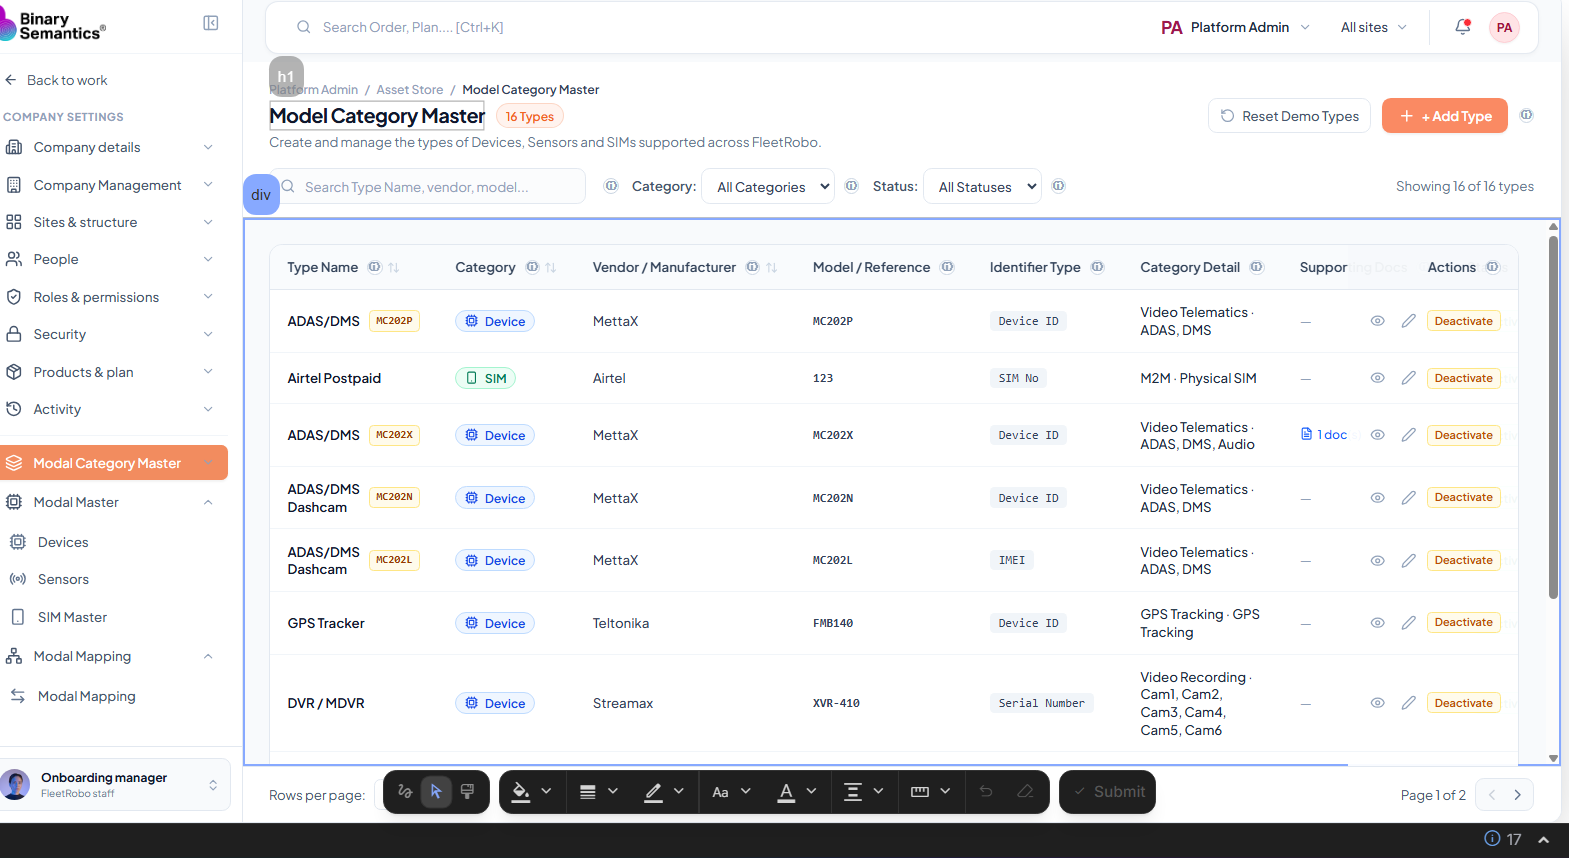 Binary
Semantics®
Search Order, Plan.... [Ctrl+K]
PA Platform Admin
All sites
PA
Back to work
COMPANY SETTINGS
Company details
Company Management
Sites & structure
People
Roles & permissions
Security
Products & plan
Activity
Modal Category Master
Modal Master
Devices
Sensors
SIM Master
Modal Mapping
Modal Mapping
Onboarding manager
FleetRobo staff
h1
Platform Admin / Asset Store / Model Category Master
Model Category Master 16 Types
Create and manage the types of Devices, Sensors and SIMs supported across FleetRobo.
Reset Demo Types
+ + Add Type
div
Search Type Name, vendor, model...
Category: All Categories
Status: All Statuses
Showing 16 of 16 types
Type Name Category Vendor / Manufacturer Model / Reference Identifier Type Category Detail Supporting Docs Actions
ADAS/DMS MC202P Device MettaX MC202P Device ID Video Telematics · ADAS, DMS — Deactivate
Airtel Postpaid SIM Airtel 123 SIM No M2M · Physical SIM — Deactivate
ADAS/DMS MC202X Device MettaX MC202X Device ID Video Telematics · ADAS, DMS, Audio 1 doc Deactivate
ADAS/DMS Dashcam MC202N Device MettaX MC202N Device ID Video Telematics · ADAS, DMS — Deactivate
ADAS/DMS Dashcam MC202L Device MettaX MC202L IMEI Video Telematics · ADAS, DMS — Deactivate
GPS Tracker Device Teltonika FMB140 Device ID GPS Tracking · GPS Tracking — Deactivate
DVR / MDVR Device Streamax XVR-410 Serial Number Video Recording · Cam1, Cam2, Cam3, Cam4, Cam5, Cam6 — Deactivate
Rows per page:
Aa
A
Submit
Page 1 of 2
17